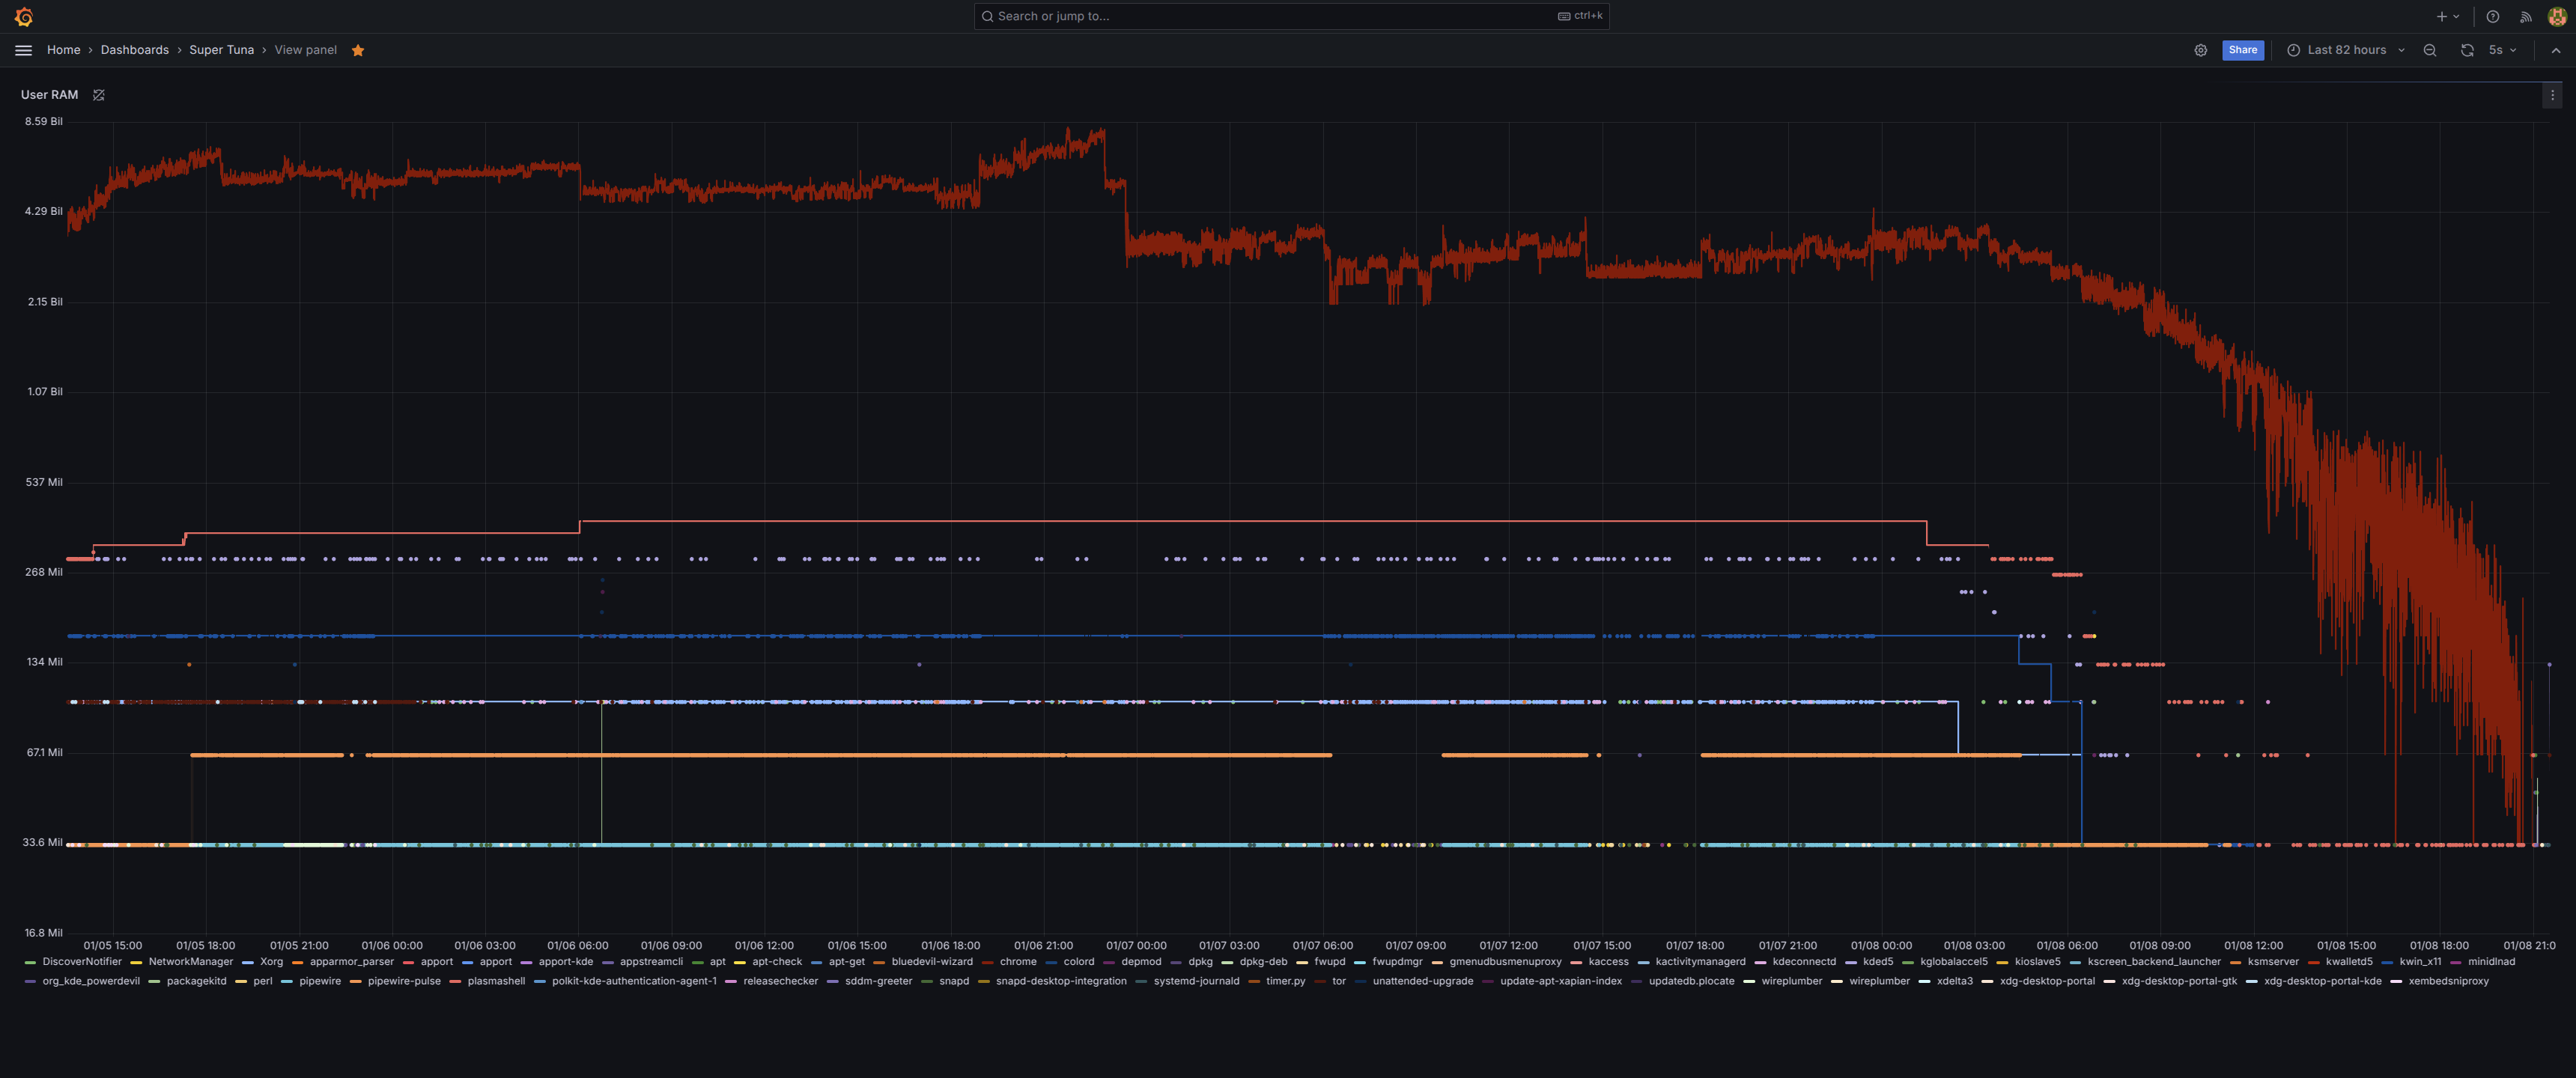 Search or jump to... ctrl+k
Home › Dashboards › Super Tuna › View panel Share Last 82 hours 5s
User RAM
8.59 Bil
4.29 Bil
2.15 Bil
1.07 Bil
537 Mil
268 Mil
134 Mil
67.1 Mil
33.6 Mil
16.8 Mil
01/05 15:00 01/05 18:00 01/05 21:00 01/06 00:00 01/06 03:00 01/06 06:00 01/06 09:00 01/06 12:00 01/06 15:00 01/06 18:00 01/06 21:00 01/07 00:00 01/07 03:00 01/07 06:00 01/07 09:00 01/07 12:00 01/07 15:00 01/07 18:00 01/07 21:00 01/08 00:00 01/08 03:00 01/08 06:00 01/08 09:00 01/08 12:00 01/08 15:00 01/08 18:00 01/08 21:0
DiscoverNotifier NetworkManager Xorg apparmor_parser apport apport apport-kde appstreamcli apt apt-check apt-get bluedevil-wizard chrome colord depmod dpkg dpkg-deb fwupd fwupdmgr gmenudbusmenuproxy kaccess kactivitymanagerd kdeconnectd kded5 kglobalaccel5 kioslave5 kscreen_backend_launcher ksmserver kwalletd5 kwin_x11 minidlnad
org_kde_powerdevil packagekitd perl pipewire pipewire-pulse plasmashell polkit-kde-authentication-agent-1 releasechecker sddm-greeter snapd snapd-desktop-integration systemd-journald timer.py tor unattended-upgrade update-apt-xapian-index updatedb.plocate wireplumber wireplumber xdelta3 xdg-desktop-portal xdg-desktop-portal-gtk xdg-desktop-portal-kde xembedsniproxy